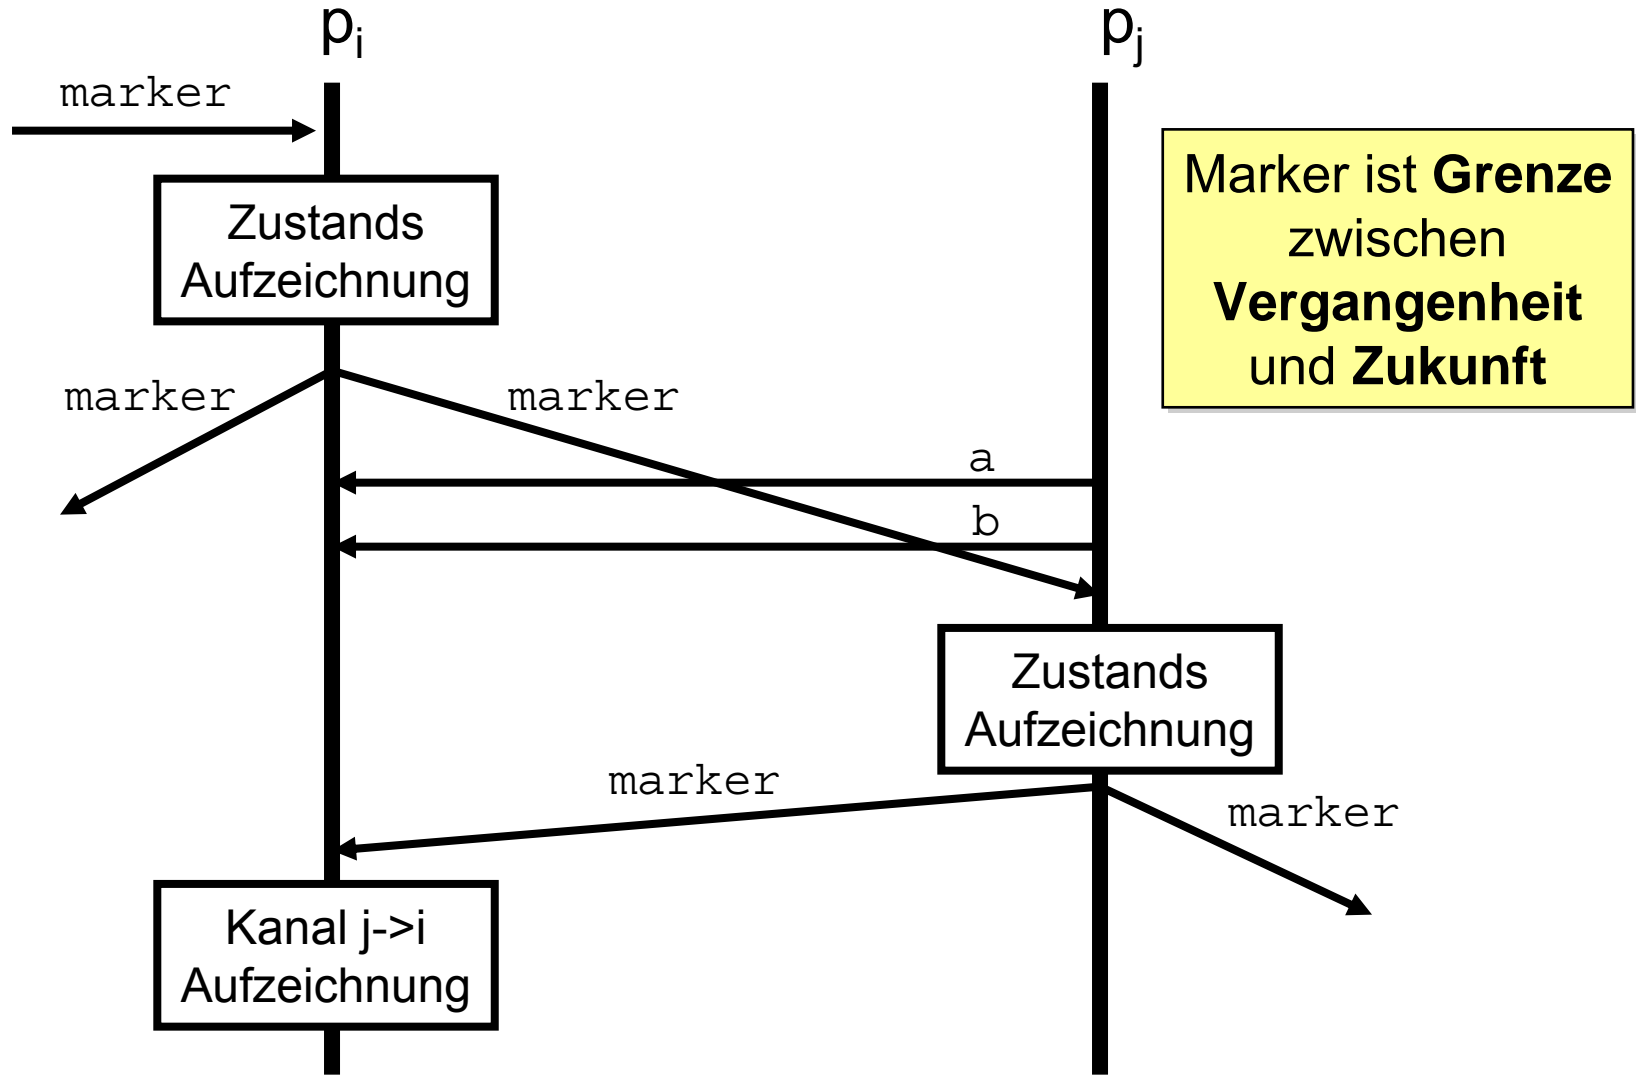 pi
pj
marker
Marker ist Grenze
zwischen
Vergangenheit
und Zukunft
Zustands
Aufzeichnung
marker
marker
a
b
Zustands
Aufzeichnung
marker
marker
Kanal j->i
Aufzeichnung